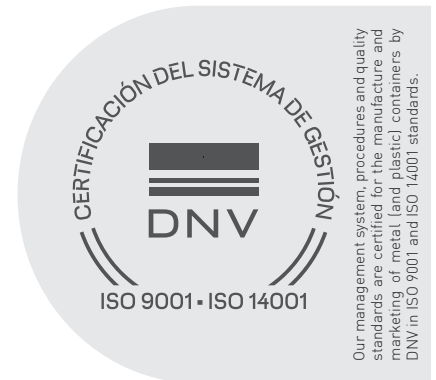 CERTIFICACIÓN DEL SISTEMA DE GESTIÓN
DNV
ISO 9001 ▪ ISO 14001
Our management system, procedures and quality
standards are certified for the manufacture and
marketing of metal (and plastic) containers by
DNV in ISO 9001 and ISO 14001 standards.